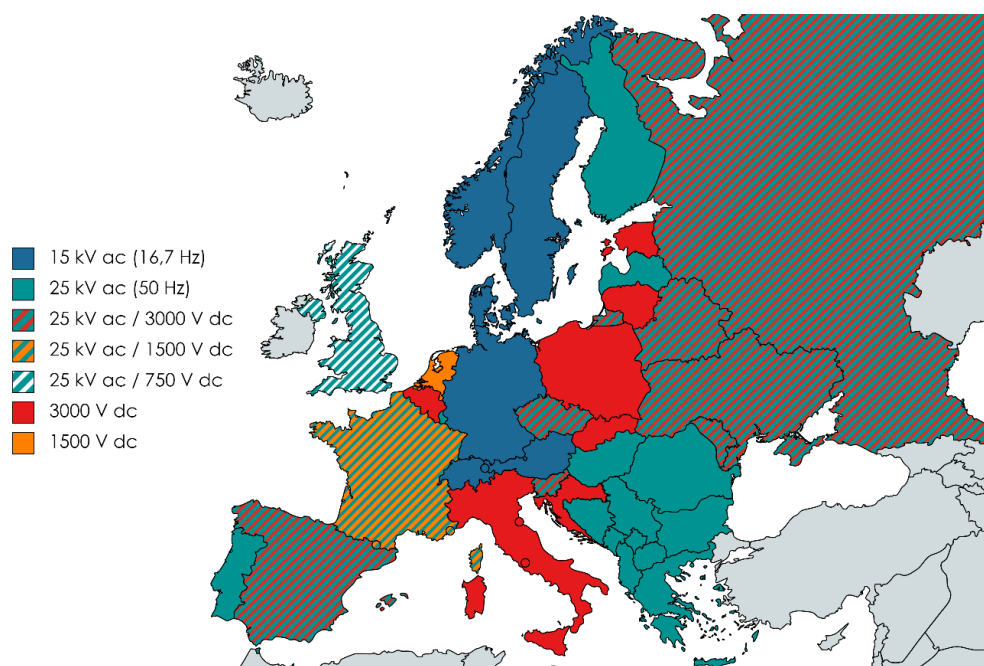 15 kV ac (16,7 Hz)
25 kV ac (50 Hz)
25 kV ac / 3000 V dc
25 kV ac / 1500 V dc
25 kV ac / 750 V dc
3000 V dc
1500 V dc